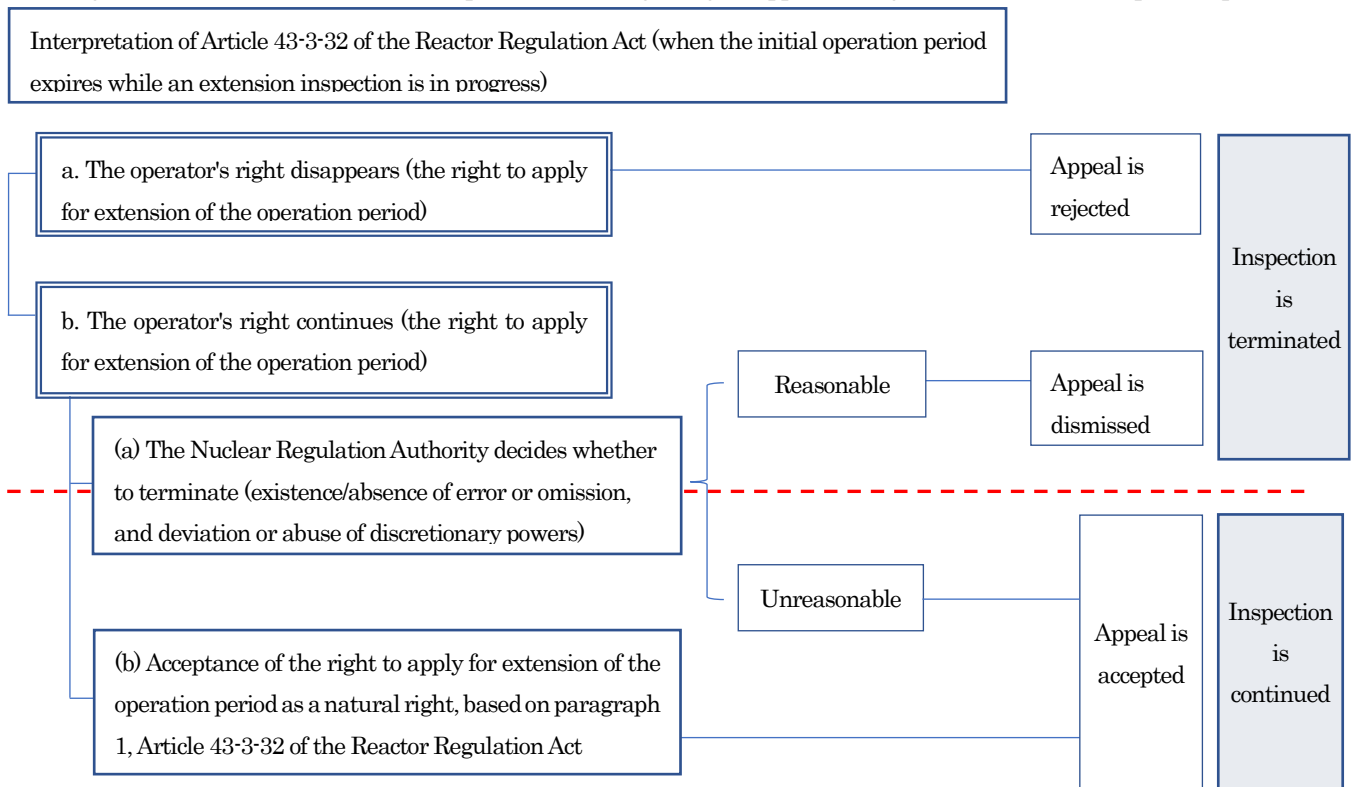 Interpretation of Article 43-3-32 of the Reactor Regulation Act (when the initial operation period
expires while an extension inspection is in progress)
a. The operator's right disappears (the right to apply
for extension of the operation period)
Appeal is
rejected
Inspection
is
terminated
b. The operator's right continues (the right to apply
for extension of the operation period)
Reasonable
Appeal is
dismissed
(a) The Nuclear Regulation Authority decides whether
to terminate (existence/absence of error or omission,
and deviation or abuse of discretionary powers)
Unreasonable
Appeal is
accepted
Inspection
is
continued
(b) Acceptance of the right to apply for extension of the
operation period as a natural right, based on paragraph
1, Article 43-3-32 of the Reactor Regulation Act